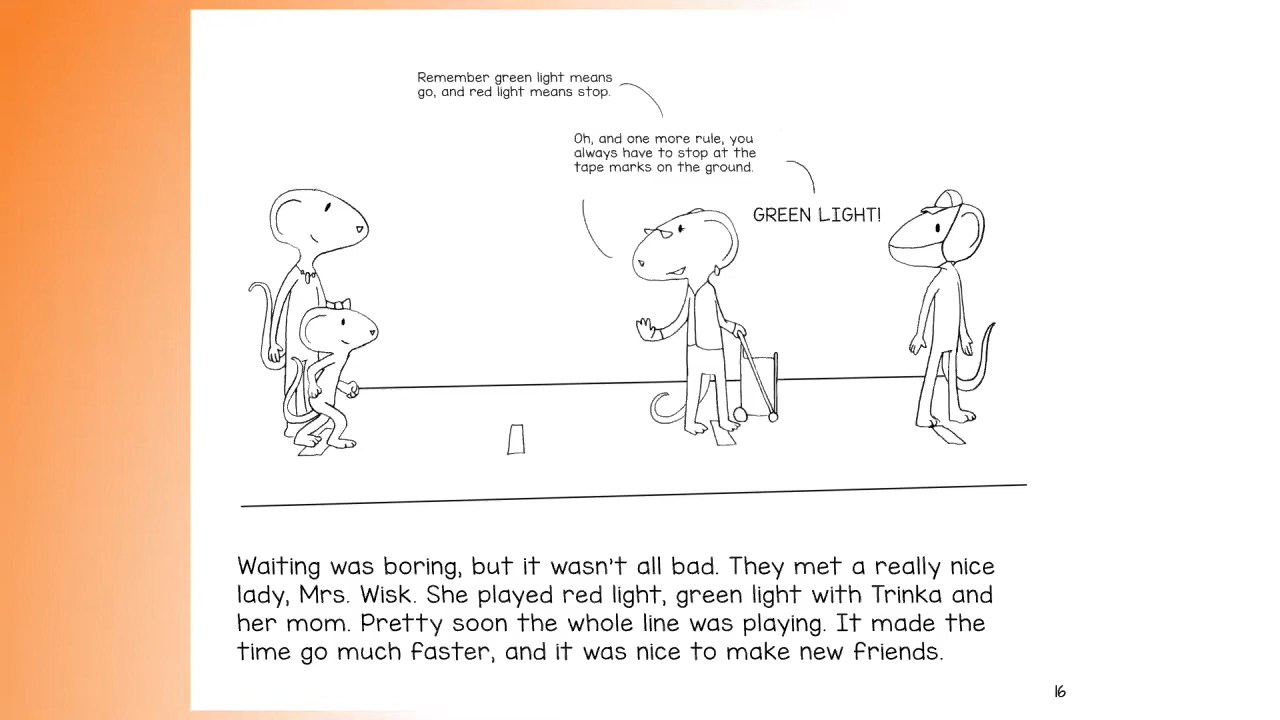 Remember green light means
go, and red light means stop.
Oh, and one more rule, you
always have to stop at the
tape marks on the ground.
GREEN LIGHT!
Waiting was boring, but it wasn't all bad. They met a really nice
lady, Mrs. Wisk. She played red light, green light with Trinka and
her mom. Pretty soon the whole line was playing. It made the
time go much faster, and it was nice to make new friends.
16